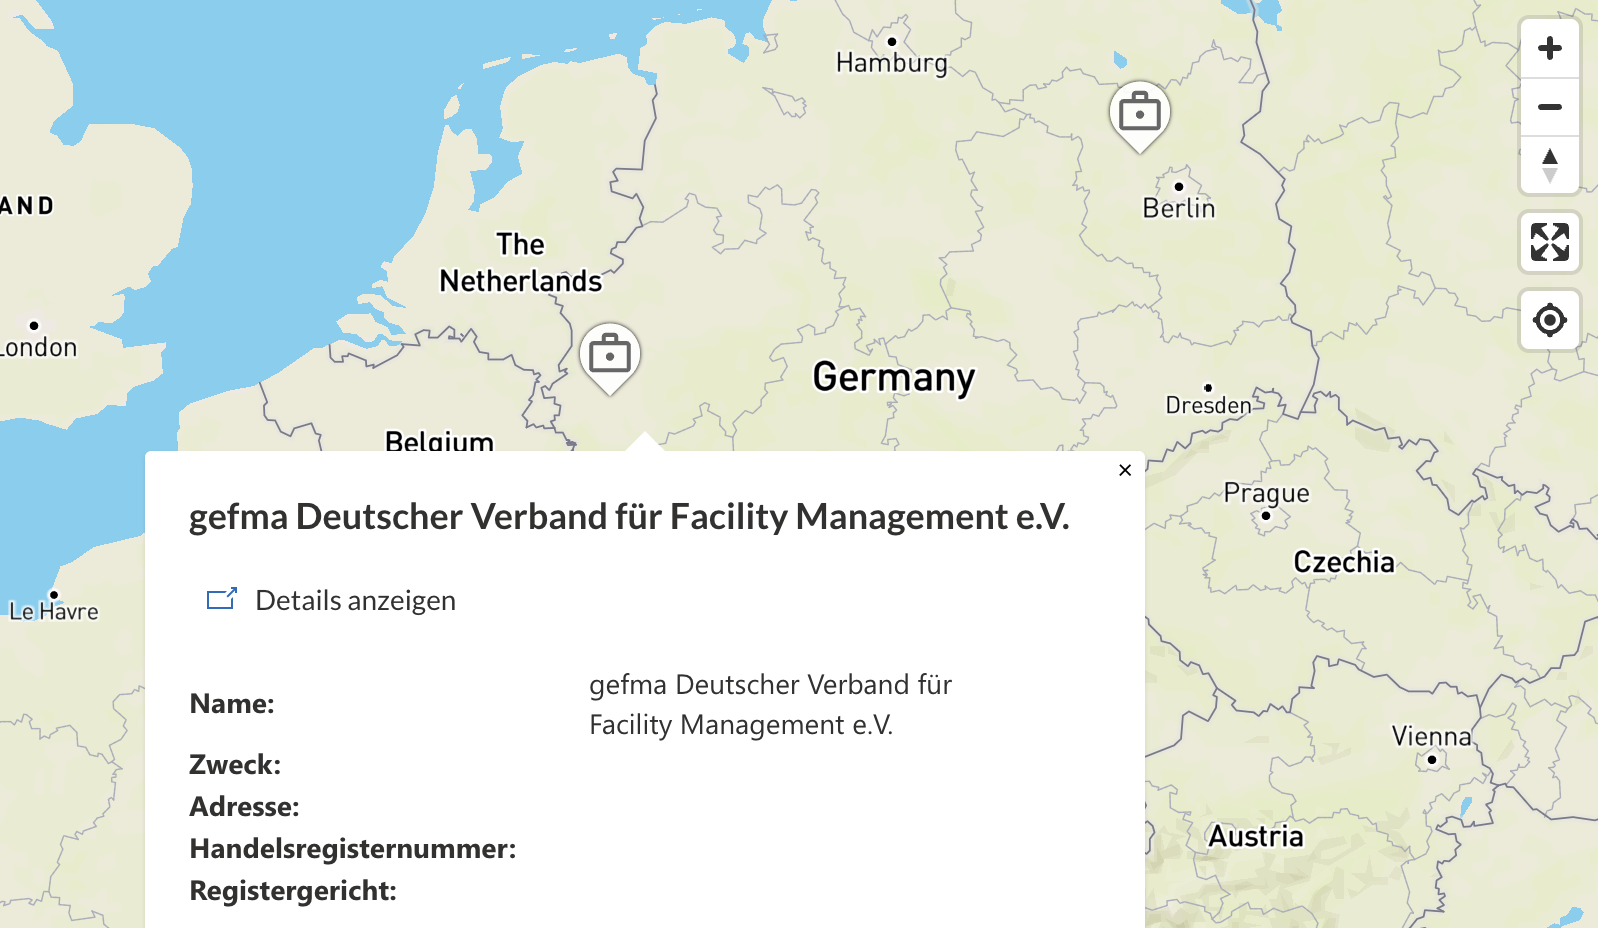 Hamburg
Berlin
AND
The
Netherlands
London
Germany
Dresden
Belgium
×
gefma Deutscher Verband für Facility Management e.V.
Prague
Czechia
Details anzeigen
Le Havre
Name:
gefma Deutscher Verband für
Facility Management e.V.
Vienna
Zweck:
Adresse:
Austria
Handelsregisternummer:
Registergericht: